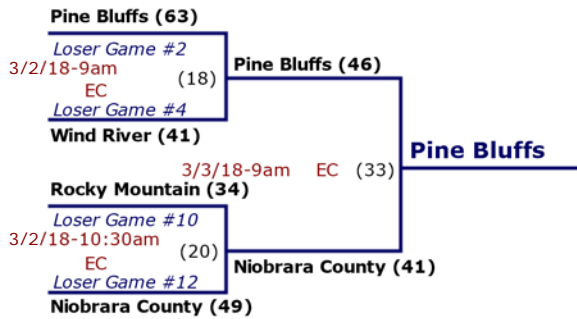 Pine Bluffs (63)
Loser Game #2
3/2/18-9am
(18)
EC
Loser Game #4
Wind River (41)
Pine Bluffs (46)
Pine Bluffs
3/3/18-9am EC (33)
Rocky Mountain (34)
Loser Game #10
3/2/18-10:30am
(20)
EC
Loser Game #12
Niobrara County (49)
Niobrara County (41)